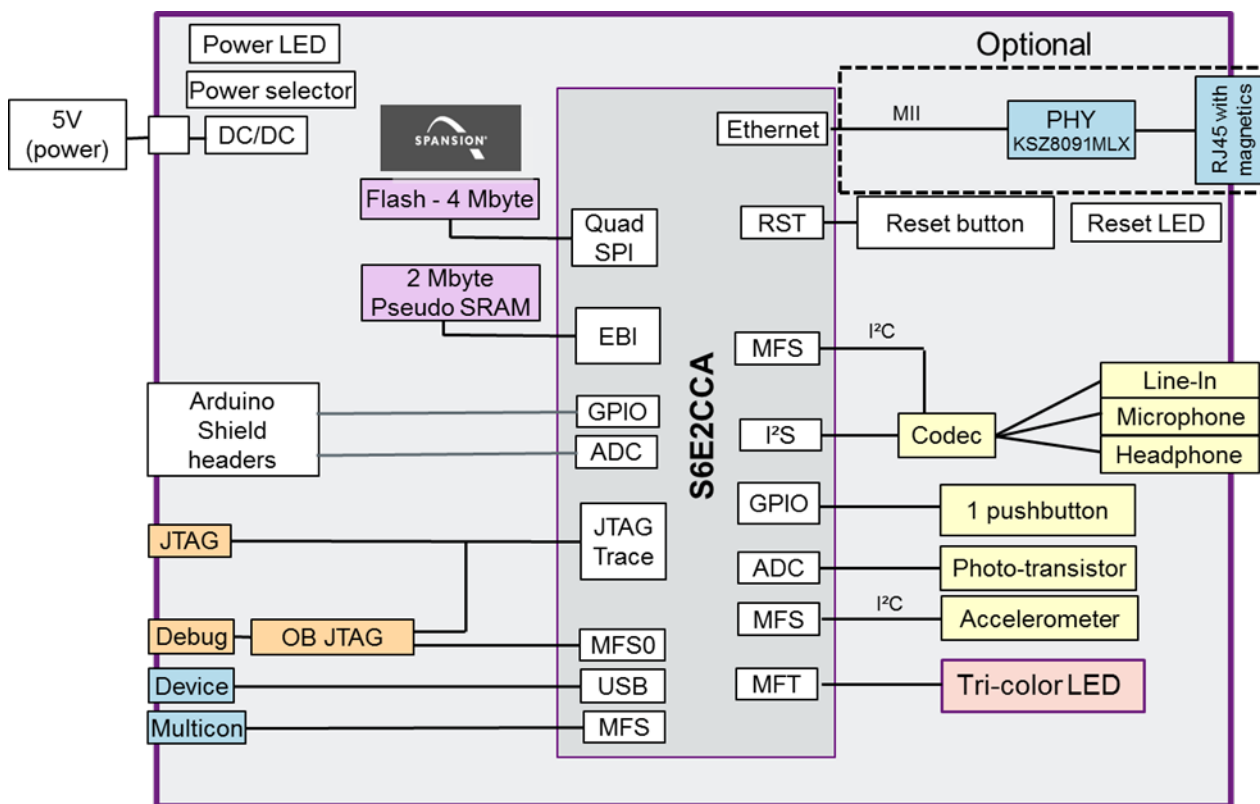 Power LED
Power selector
5V
(power)
DC/DC
SPANSION®
Flash - 4 Mbyte
Quad
SPI
2 Mbyte
Pseudo SRAM
EBI
Arduino
Shield
headers
GPIO
ADC
JTAG
JTAG
Trace
Debug
OB JTAG
MFS0
Device
USB
Multicon
MFS
S6E2CCA
Optional
Ethernet
MII
PHY
KSZ8091MLX
RJ45 with
magnetics
RST
Reset button
Reset LED
MFS
I²C
I²S
Codec
Line-In
Microphone
Headphone
GPIO
1 pushbutton
ADC
Photo-transistor
MFS
I²C
Accelerometer
MFT
Tri-color LED